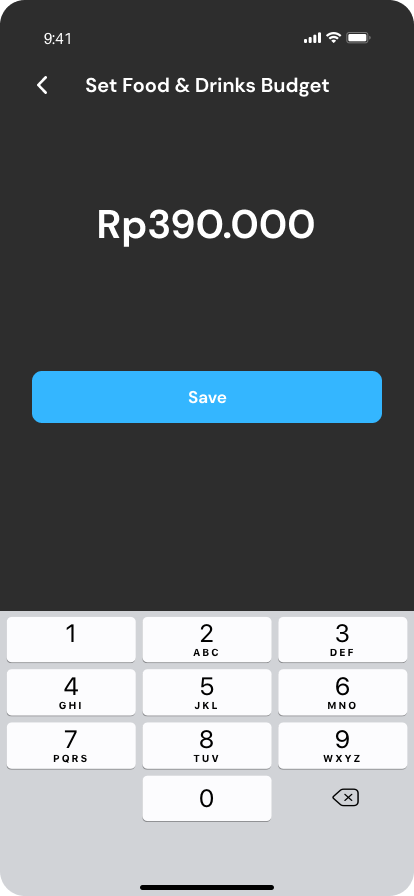 9:41
Set Food & Drinks Budget
Rp390.000
Save
1 2 3
ABC DEF
4 5 6
GHI JKL MNO
7 8 9
PQRS TUV WXYZ
0